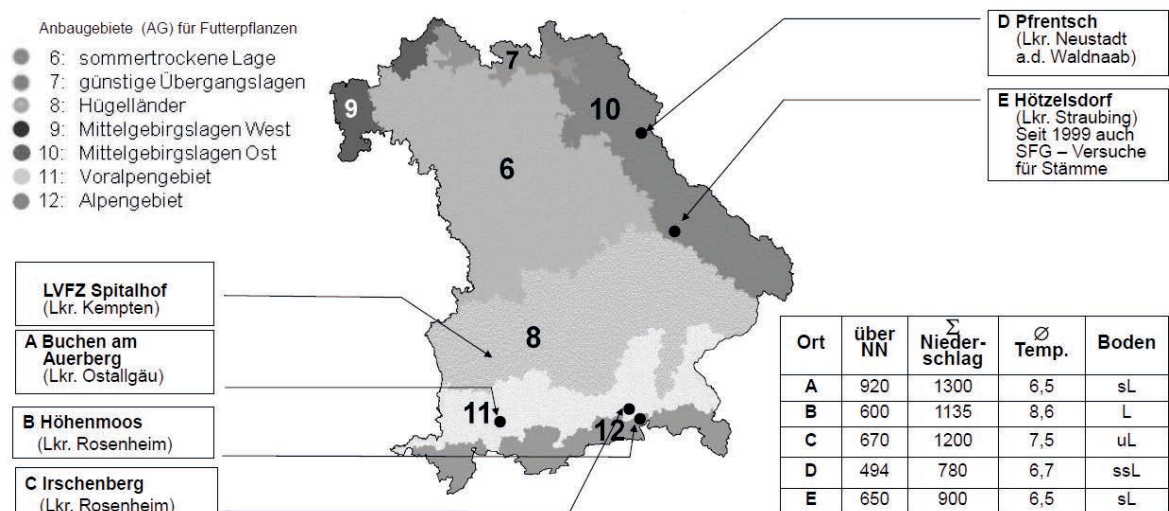 Anbaugebiete (AG) für Futterpflanzen
6: sommertrockene Lage
7: günstige Übergangslagen
8: Hügelländer
9: Mittelgebirgslagen West
10: Mittelgebirgslagen Ost
11: Voralpengebiet
12: Alpengebiet
7
9
10
6
8
11
12
D Pfrentsch
(Lkr. Neustadt
a.d. Waldnaab)
E Hötzelsdorf
(Lkr. Straubing)
Seit 1999 auch
SFG – Versuche
für Stämme
LVFZ Spitalhof
(Lkr. Kempten)
A Buchen am
Auerberg
(Lkr. Ostallgäu)
B Höhenmoos
(Lkr. Rosenheim)
C Irschenberg
(Lkr. Rosenheim)
Ort über NN Σ Nieder-schlag Ø Temp. Boden
A 920 1300 6,5 sL
B 600 1135 8,6 L
C 670 1200 7,5 uL
D 494 780 6,7 ssL
E 650 900 6,5 sL